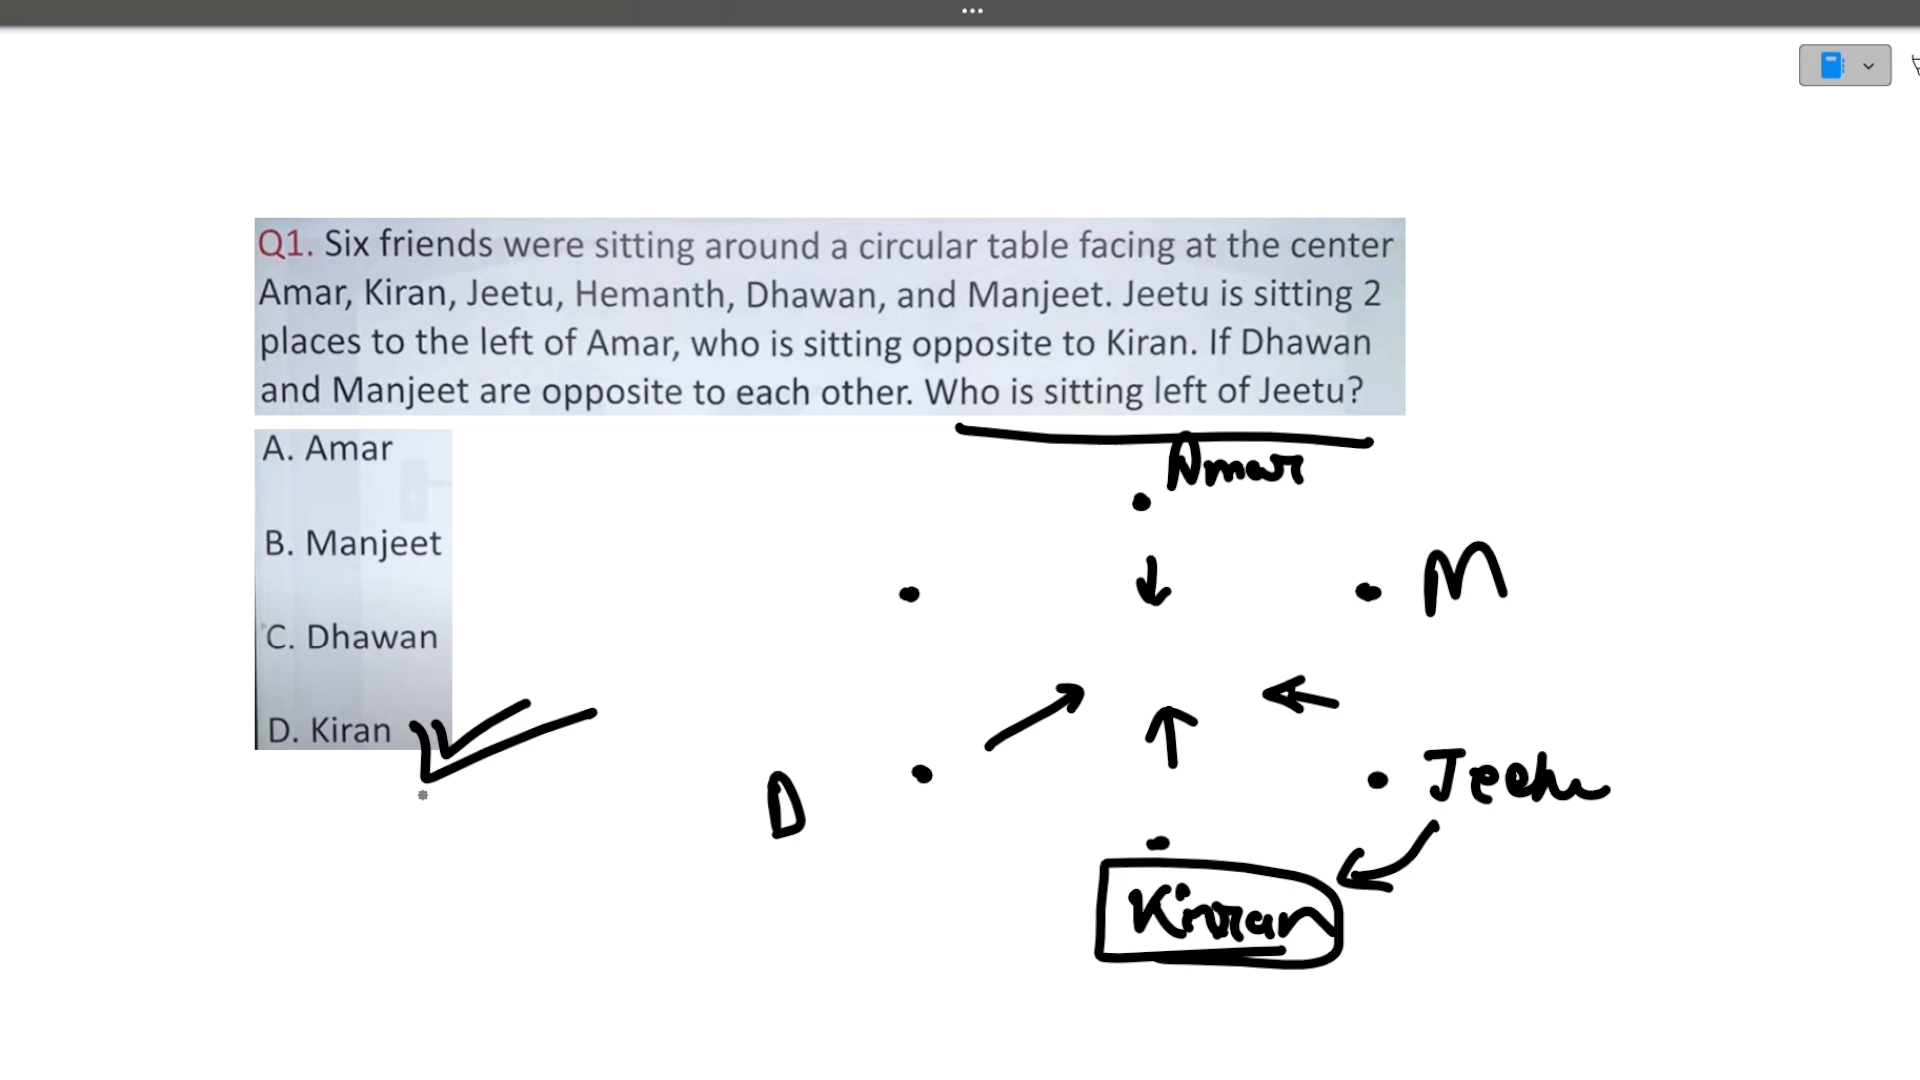 Q1. Six friends were sitting around a circular table facing at the center
Amar, Kiran, Jeetu, Hemanth, Dhawan, and Manjeet. Jeetu is sitting 2
places to the left of Amar, who is sitting opposite to Kiran. If Dhawan
and Manjeet are opposite to each other. Who is sitting left of Jeetu?
A. Amar
B. Manjeet
C. Dhawan
D. Kiran
Amar
M
D
Jeetu
Kiran